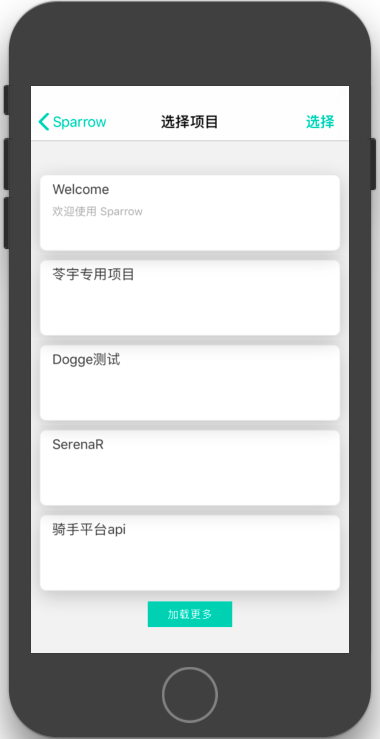 Sparrow
选择项目
选择
Welcome
欢迎使用 Sparrow
苓宇专用项目
Dogge测试
SerenaR
骑手平台api
加载更多